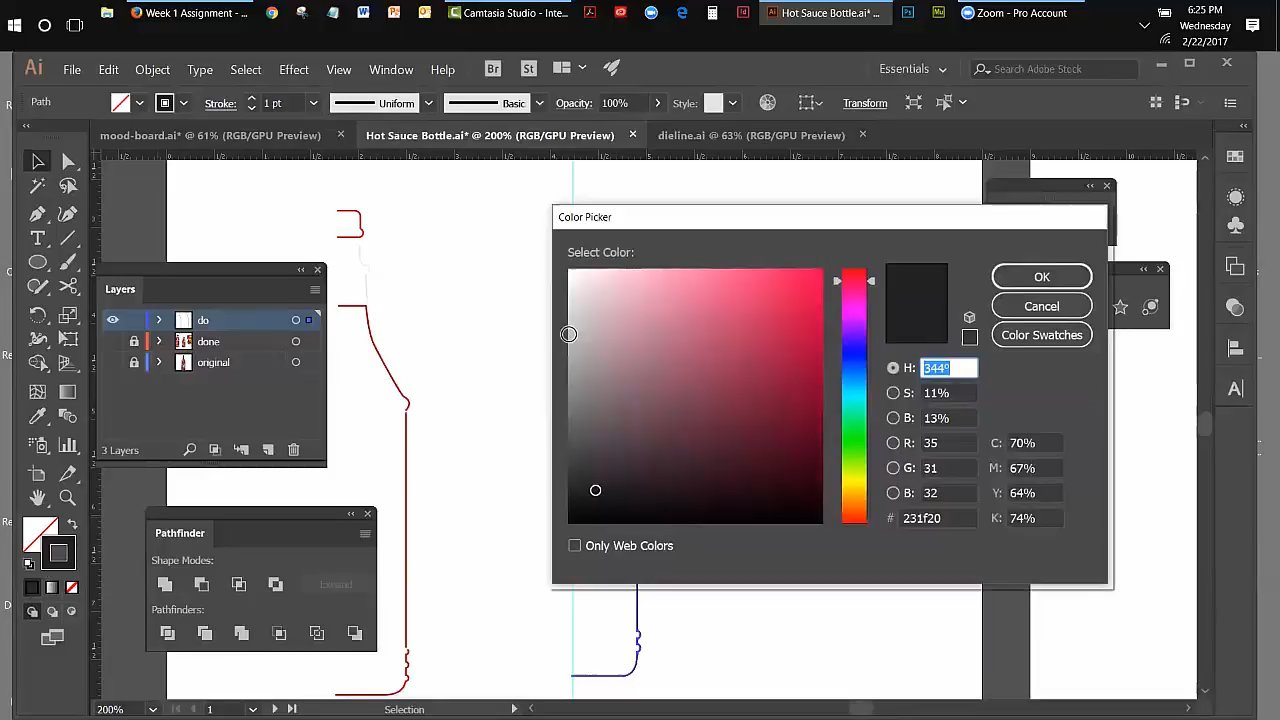 Week 1 Assignment - ...
Camtasia Studio - Inte...
Hot Sauce Bottle.ai* ...
Zoom - Pro Account
6:25 PM
Wednesday
2/22/2017
Ai File Edit Object Type Select Effect View Window Help Br St Essentials Search Adobe Stock
Path Stroke: 1 pt Uniform Basic Opacity: 100% Style: Transform
mood-board.ai* @ 61% (RGB/GPU Preview) Hot Sauce Bottle.ai* @ 200% (RGB/GPU Preview) dieline.ai @ 63% (RGB/GPU Preview)
Color Picker
Select Color:
OK
Cancel
Color Swatches
H: 344°
S: 11%
B: 13%
R: 35 C: 70%
G: 31 M: 67%
B: 32 Y: 64%
# 231f20 K: 74%
Only Web Colors
Layers
do
done
original
3 Layers
Pathfinder
Shape Modes:
Expand
Pathfinders:
200% 1 Selection